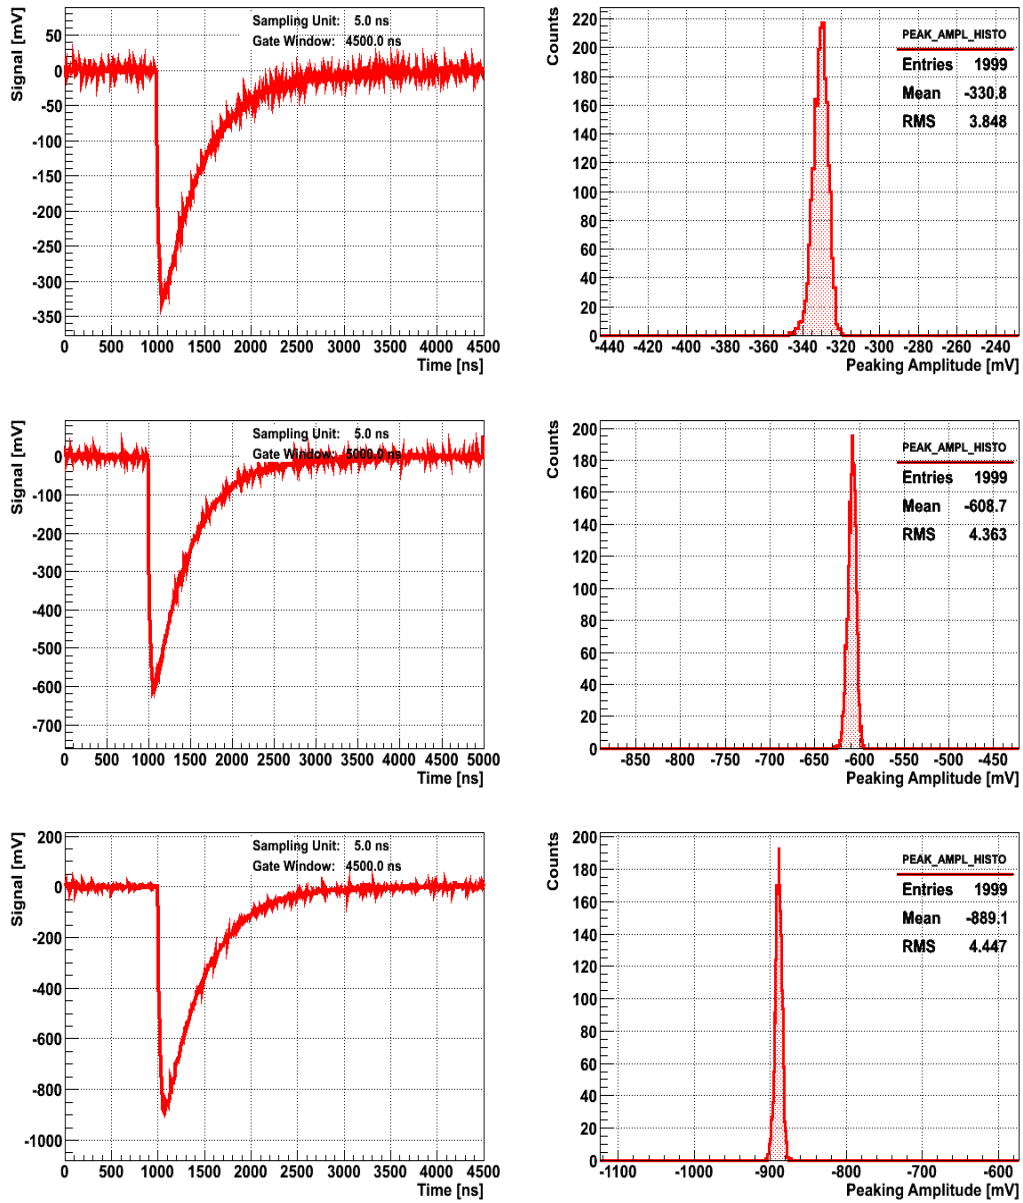 Signal [mV]
Sampling Unit: 5.0 ns
Gate Window: 4500.0 ns
50
0
-50
-100
-150
-200
-250
-300
-350
0 500 1000 1500 2000 2500 3000 3500 4000 4500
Time [ns]
Counts
PEAK_AMPL_HISTO
Entries 1999
Mean -330.8
RMS 3.848
220
200
180
160
140
120
100
80
60
40
20
0
-440 -420 -400 -380 -360 -340 -320 -300 -280 -260 -240
Peaking Amplitude [mV]
Signal [mV]
Sampling Unit: 5.0 ns
Gate Window: 5000.0 ns
0
-100
-200
-300
-400
-500
-600
-700
0 500 1000 1500 2000 2500 3000 3500 4000 4500 5000
Time [ns]
Counts
PEAK_AMPL_HISTO
Entries 1999
Mean -608.7
RMS 4.363
200
180
160
140
120
100
80
60
40
20
0
-850 -800 -750 -700 -650 -600 -550 -500 -450
Peaking Amplitude [mV]
Signal [mV]
Sampling Unit: 5.0 ns
Gate Window: 4500.0 ns
200
0
-200
-400
-600
-800
-1000
0 500 1000 1500 2000 2500 3000 3500 4000 4500
Time [ns]
Counts
PEAK_AMPL_HISTO
Entries 1999
Mean -889.1
RMS 4.447
200
180
160
140
120
100
80
60
40
20
0
-1100 -1000 -900 -800 -700 -600
Peaking Amplitude [mV]